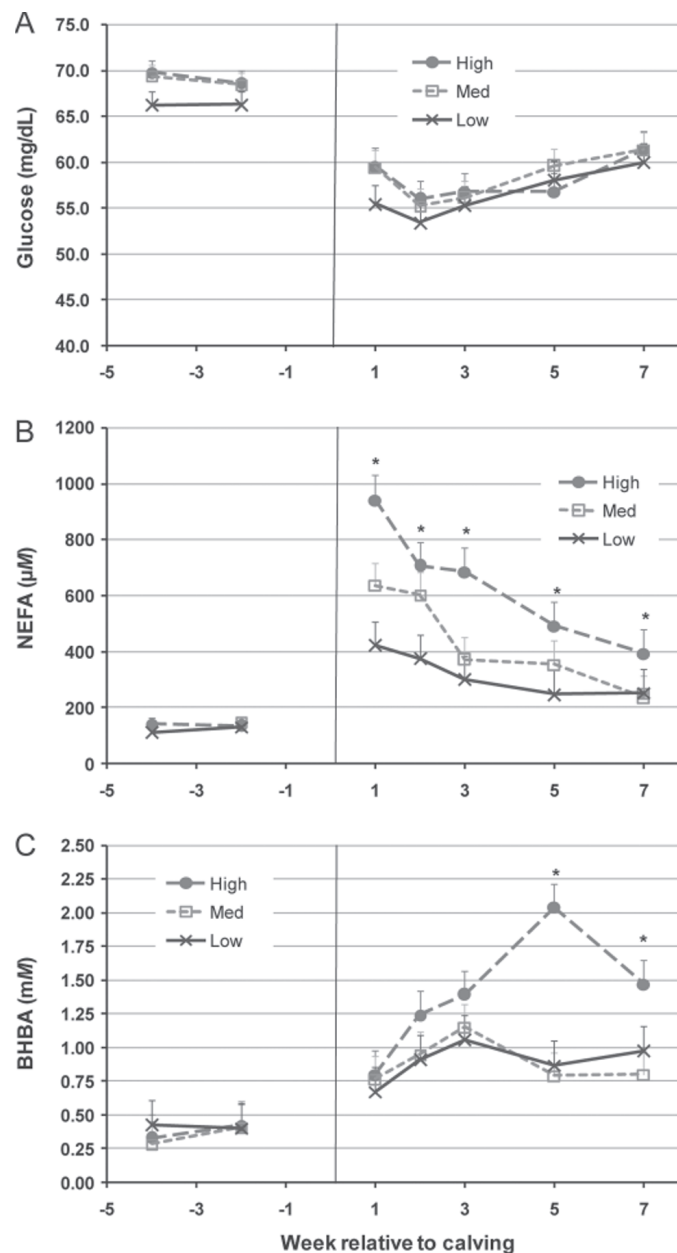 A
Glucose (mg/dL)
75.0
70.0
65.0
60.0
55.0
50.0
45.0
40.0
High
Med
Low
-5 -3 -1 1 3 5 7
B
NEFA (µM)
1200
1000
800
600
400
200
0
*
* *
*
*
High
Med
Low
-5 -3 -1 1 3 5 7
C
BHBA (mM)
2.50
2.25
2.00
1.75
1.50
1.25
1.00
0.75
0.50
0.25
0.00
High
Med
Low
*
*
-5 -3 -1 1 3 5 7
Week relative to calving